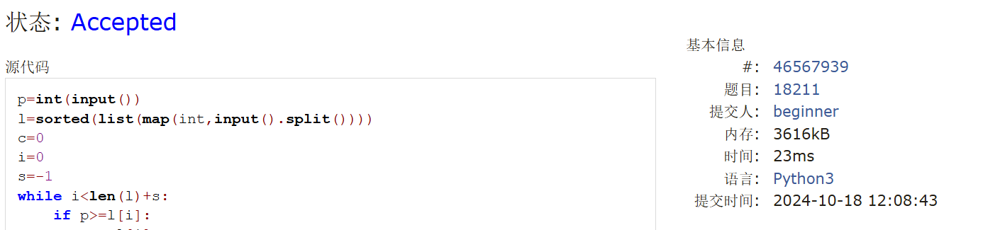 状态: Accepted
源代码
p=int(input())
l=sorted(list(map(int,input().split())))
c=0
i=0
s=-1
while i<len(l)+s:
    if p>=l[i]:
基本信息
#: 46567939
题目: 18211
提交人: beginner
内存: 3616kB
时间: 23ms
语言: Python3
提交时间: 2024-10-18 12:08:43